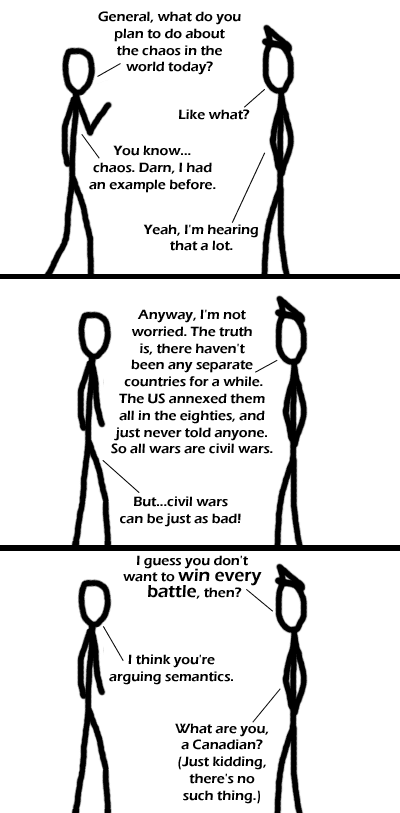 General, what do you
plan to do about
the chaos in the
world today?
Like what?
You know...
chaos. Darn, I had
an example before.
Yeah, I'm hearing
that a lot.
Anyway, I'm not
worried. The truth
is, there haven't
been any separate
countries for a while.
The US annexed them
all in the eighties, and
just never told anyone.
So all wars are civil wars.
But...civil wars
can be just as bad!
I guess you don't
want to win every
battle, then?
I think you're
arguing semantics.
What are you,
a Canadian?
(Just kidding,
there's no
such thing.)